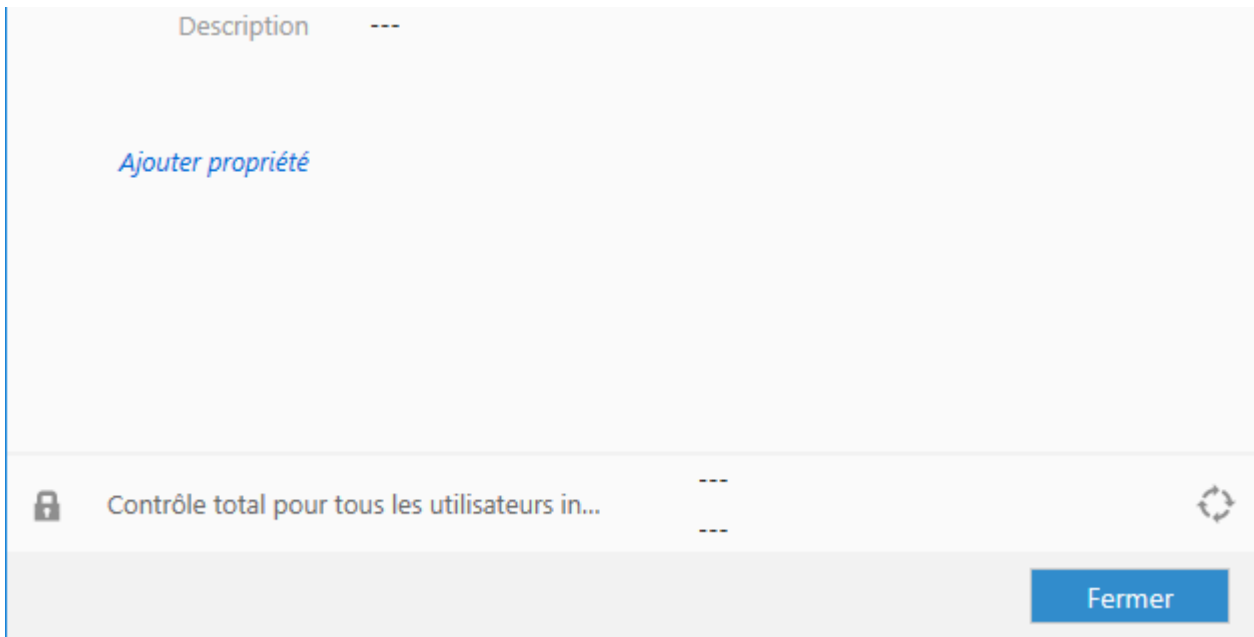 Description ---
Ajouter propriété
---
Contrôle total pour tous les utilisateurs in...
---
Fermer